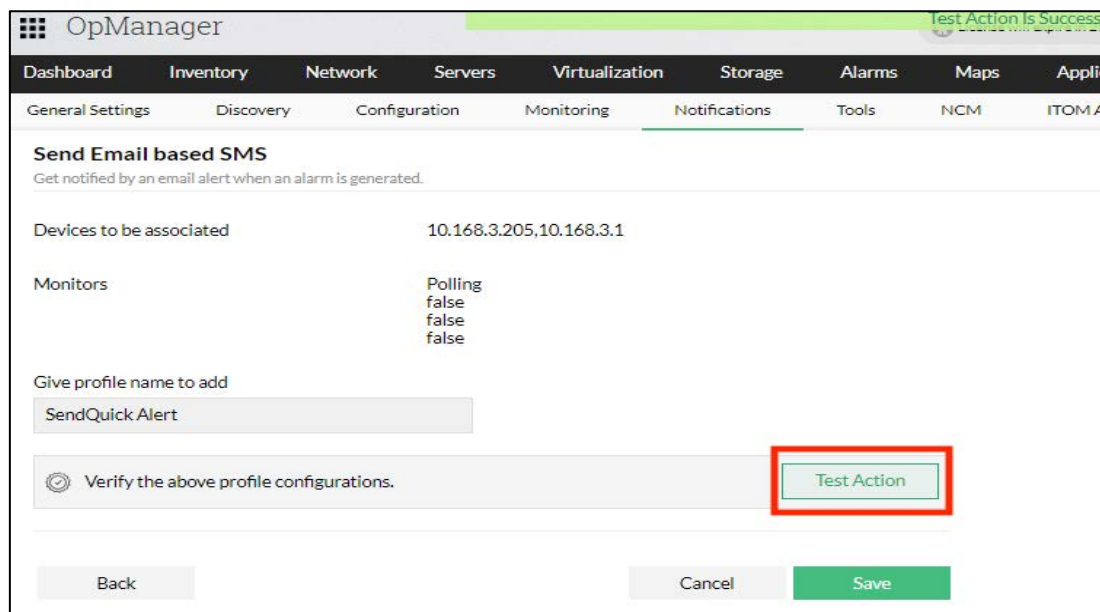 OpManager
Test Action Is Success
Dashboard Inventory Network Servers Virtualization Storage Alarms Maps Appli
General Settings Discovery Configuration Monitoring Notifications Tools NCM ITOM A
Send Email based SMS
Get notified by an email alert when an alarm is generated.
Devices to be associated 10.168.3.205,10.168.3.1
Monitors Polling
false
false
false
Give profile name to add
SendQuick Alert
Verify the above profile configurations. Test Action
Back Cancel Save